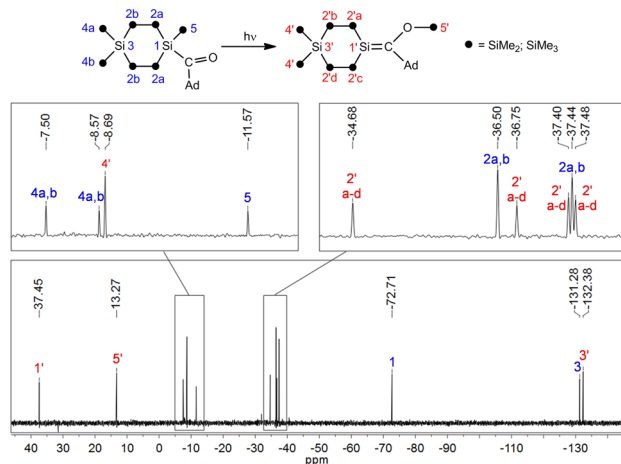 2b 2a
4a 5
Si 3 1 Si
4b C O
2b 2a Ad
hν
2'b 2'a O 5'
4'
Si 3' 1' Si C
4' Ad
2'd 2'c
= SiMe2; SiMe3
-7.50 -8.57 -8.69 -11.57
4a,b 4a,b 4' 5
-34.68 -36.50 -36.75 -37.40 -37.44 -37.48
2a,b 2a,b
2' 2' 2' 2'
a-d a-d a-d a-d
37.45 13.27 -72.71 -131.28 -132.38
1' 5' 1 3 3'
40 30 20 10 0 -10 -20 -30 -40 -50 -60 -70 -80 -90 -100 -110 -120 -130
ppm